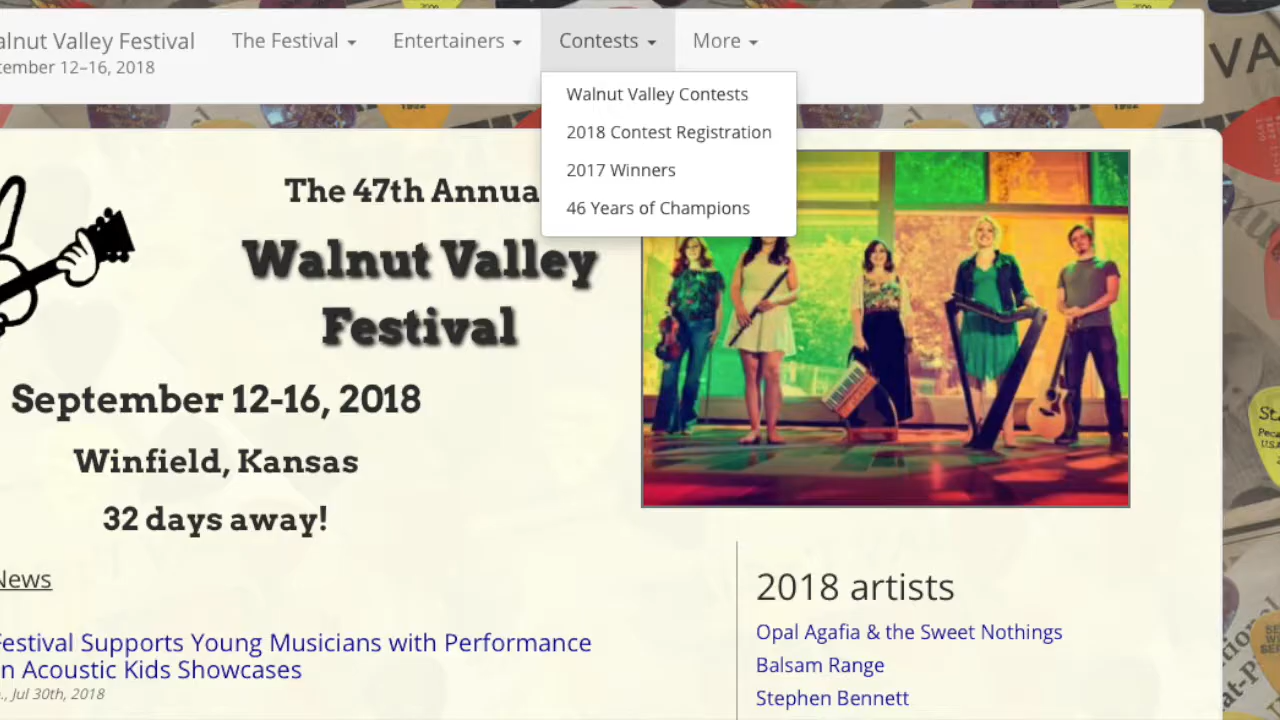 alnut Valley Festival
tember 12–16, 2018
The Festival
Entertainers
Contests
More
Walnut Valley Contests
2018 Contest Registration
2017 Winners
46 Years of Champions
The 47th Annua
Walnut Valley
Festival
September 12-16, 2018
Winfield, Kansas
32 days away!
News
Festival Supports Young Musicians with Performance
n Acoustic Kids Showcases
., Jul 30th, 2018
2018 artists
Opal Agafia & the Sweet Nothings
Balsam Range
Stephen Bennett
VA